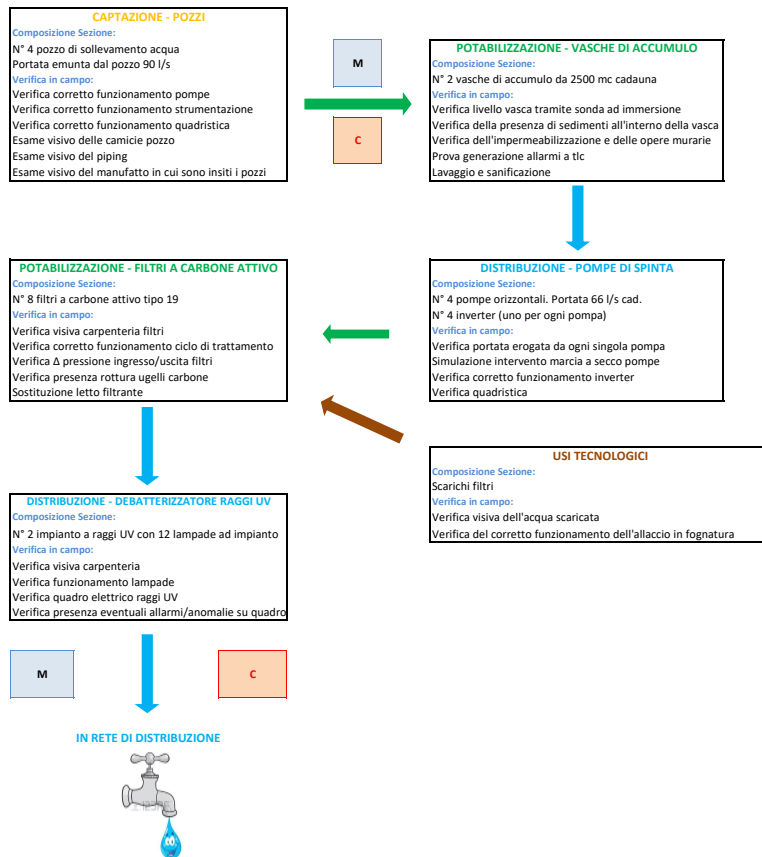 CAPTAZIONE - POZZI
Composizione Sezione:
N° 4 pozzo di sollevamento acqua
Portata emunta dal pozzo 90 l/s
Verifica in campo:
Verifica corretto funzionamento pompe
Verifica corretto funzionamento strumentazione
Verifica corretto funzionamento quadristica
Esame visivo delle camicie pozzo
Esame visivo del piping
Esame visivo del manufatto in cui sono insiti i pozzi
M
C
POTABILIZZAZIONE - VASCHE DI ACCUMULO
Composizione Sezione:
N° 2 vasche di accumulo da 2500 mc cadauna
Verifica in campo:
Verifica livello vasca tramite sonda ad immersione
Verifica della presenza di sedimenti all'interno della vasca
Verifica dell'impermeabilizzazione e delle opere murarie
Prova generazione allarmi a tlc
Lavaggio e sanificazione
POTABILIZZAZIONE - FILTRI A CARBONE ATTIVO
Composizione Sezione:
N° 8 filtri a carbone attivo tipo 19
Verifica in campo:
Verifica visiva carpenteria filtri
Verifica corretto funzionamento ciclo di trattamento
Verifica Δ pressione ingresso/uscita filtri
Verifica presenza rottura ugelli carbone
Sostituzione letto filtrante
DISTRIBUZIONE - POMPE DI SPINTA
Composizione Sezione:
N° 4 pompe orizzontali. Portata 66 l/s cad.
N° 4 inverter (uno per ogni pompa)
Verifica in campo:
Verifica portata erogata da ogni singola pompa
Simulazione intervento marcia a secco pompe
Verifica corretto funzionamento inverter
Verifica quadristica
USI TECNOLOGICI
Composizione Sezione:
Scarichi filtri
Verifica in campo:
Verifica visiva dell'acqua scaricata
Verifica del corretto funzionamento dell'allaccio in fognatura
DISTRIBUZIONE - DEBATTERIZZATORE RAGGI UV
Composizione Sezione:
N° 2 impianto a raggi UV con 12 lampade ad impianto
Verifica in campo:
Verifica visiva carpenteria
Verifica funzionamento lampade
Verifica quadro elettrico raggi UV
Verifica presenza eventuali allarmi/anomalie su quadro
M
C
IN RETE DI DISTRIBUZIONE